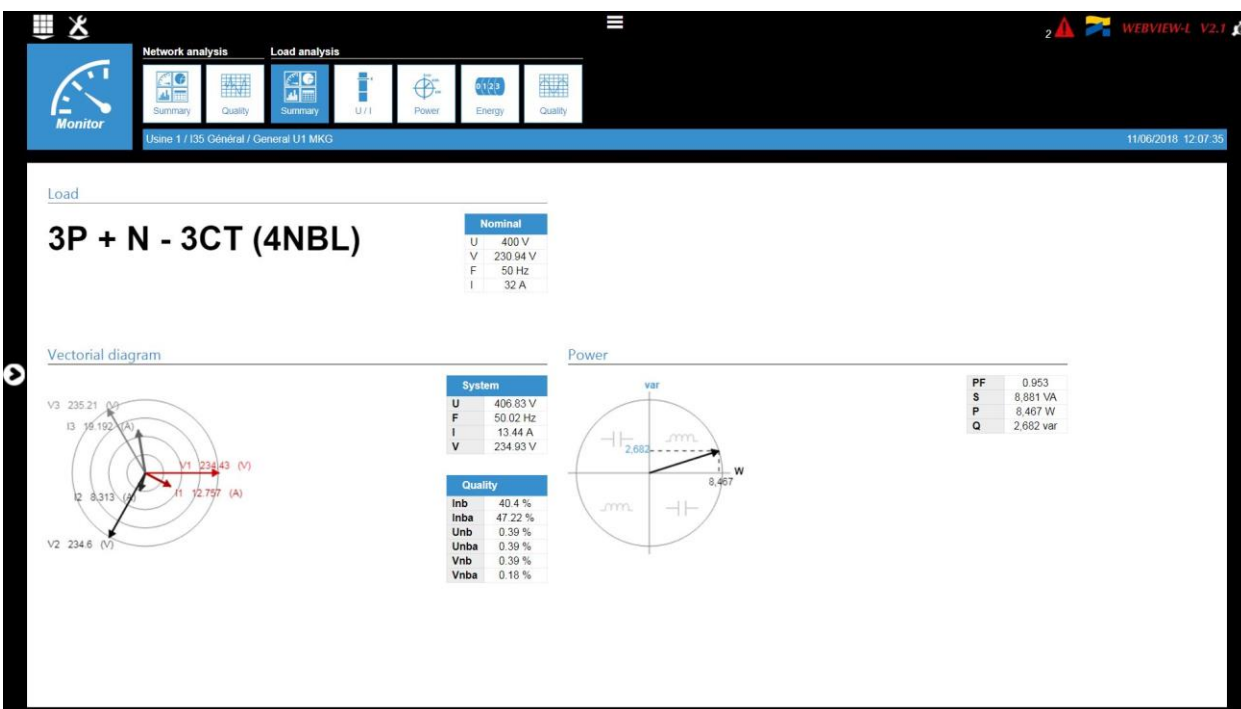 2 WEBVIEW-L V2.1
Network analysis Load analysis
Summary Quality Summary U / I Power Energy Quality
0 1 2 3
Monitor
Usine 1 / I35 Général / General U1 MKG 11/06/2018 12:07:35
Load
3P + N - 3CT (4NBL)
Nominal
U 400 V
V 230.94 V
F 50 Hz
I 32 A
Vectorial diagram
V3 235.21 (V)
I3 19.192 (A)
V1 234.43 (V)
I1 12.757 (A)
I2 8.313 (A)
V2 234.6 (V)
System
U 406.83 V
F 50.02 Hz
I 13.44 A
V 234.93 V
Quality
Inb 40.4 %
Inba 47.22 %
Unb 0.39 %
Unba 0.39 %
Vnb 0.39 %
Vnba 0.18 %
Power
var
2,682
W
8,467
PF 0.953
S 8,881 VA
P 8,467 W
Q 2,682 var